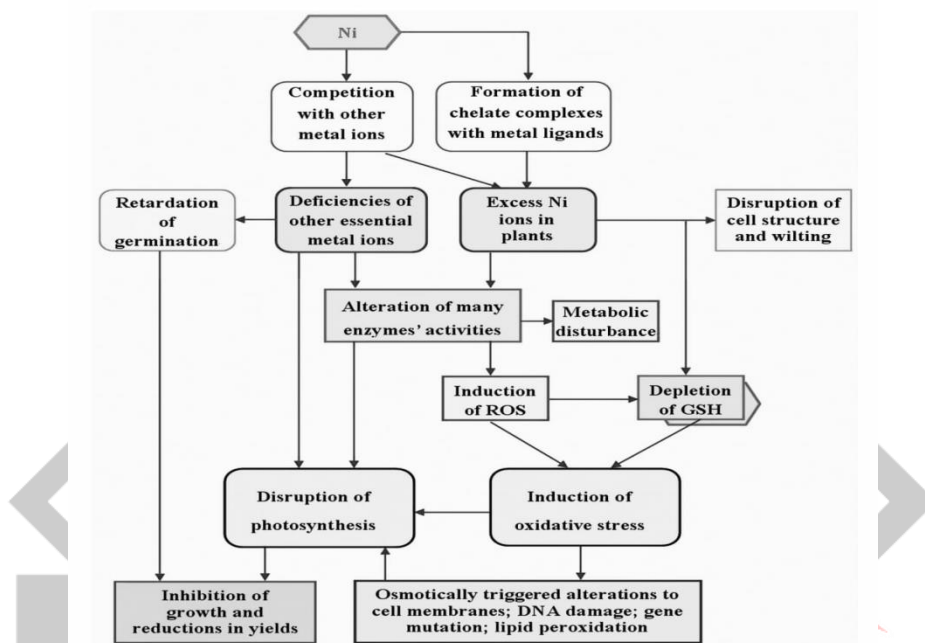 Ni
Competition
with other
metal ions
Formation of
chelate complexes
with metal ligands
Retardation
of
germination
Deficiencies of
other essential
metal ions
Excess Ni
ions in
plants
Disruption of
cell structure
and wilting
Alteration of many
enzymes’ activities
Metabolic
disturbance
Induction
of ROS
Depletion
of GSH
Disruption of
photosynthesis
Induction of
oxidative stress
Inhibition of
growth and
reductions in yields
Osmotically triggered alterations to
cell membranes; DNA damage; gene
mutation; lipid peroxidation